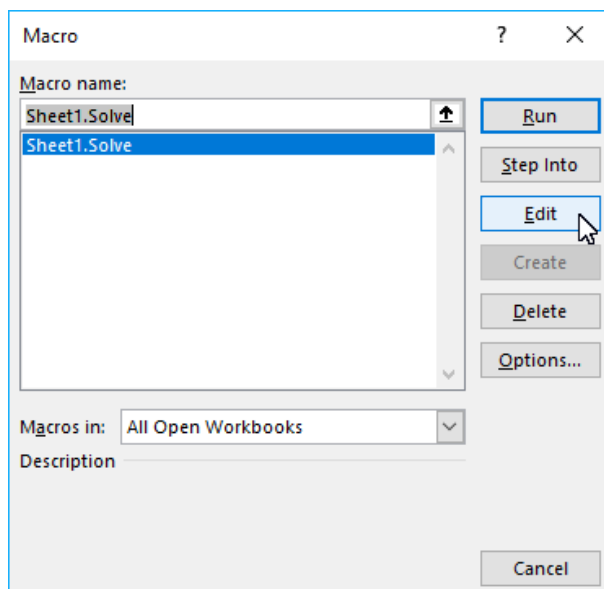 Macro ?
Macro name:
Sheet1.Solve
Sheet1.Solve
Run
Step Into
Edit
Create
Delete
Options...
Macros in: All Open Workbooks
Description
Cancel